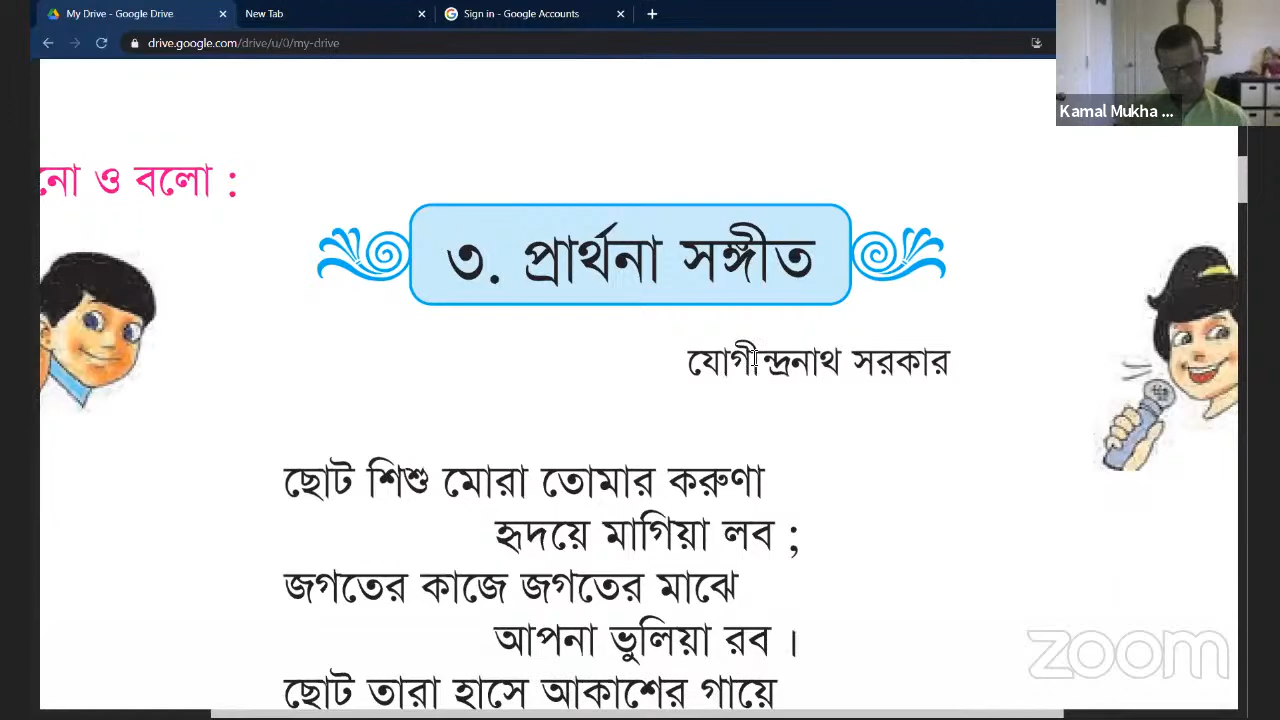 My Drive - Google Drive
New Tab
Sign in - Google Accounts
drive.google.com/drive/u/0/my-drive
Kamal Mukha ...
নো ও বলো :
৩. প্রার্থনা সঙ্গীত
যোগীন্দ্রনাথ সরকার
ছোট শিশু মোরা তোমার করুণা
হৃদয়ে মাগিয়া লব ;
জগতের কাজে জগতের মাঝে
আপনা ভুলিয়া রব ।
ছোট তারা হাসে আকাশের গায়ে
zoom